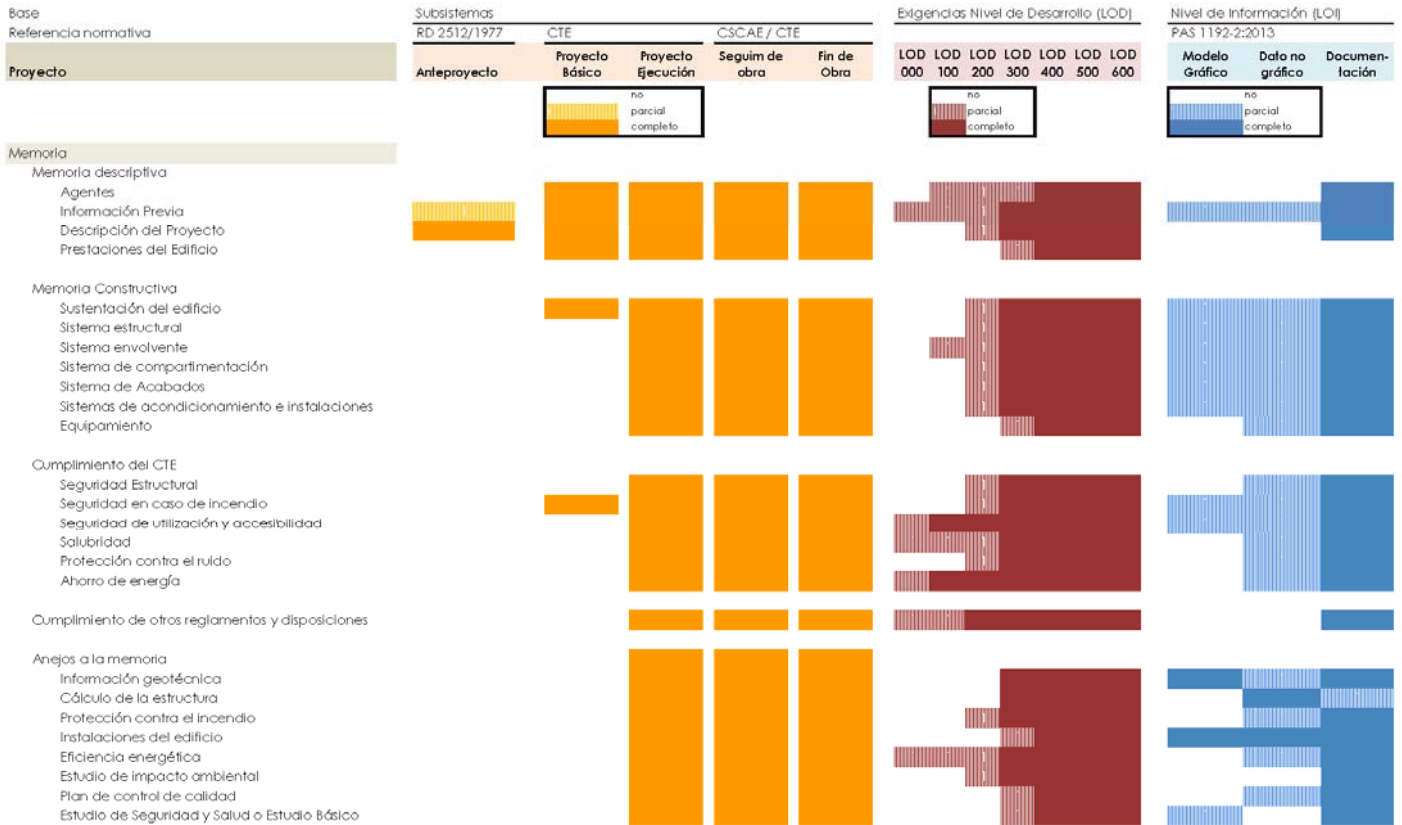 Base Subsistemas Exigencias Nivel de Desarrollo (LOD) Nivel de Información (LOI)
Referencia normativa RD 2512/1977 CTE CSCAE / CTE PAS 1192-2:2013
Proyecto Anteproyecto Proyecto Básico Proyecto Ejecución Seguim de obra Fin de Obra LOD 000 LOD 100 LOD 200 LOD 300 LOD 400 LOD 500 LOD 600 Modelo Gráfico Dato no gráfico Documen-tación
no no no
parcial parcial parcial
completo completo completo
Memoria
Memoria descriptiva
Agentes
Información Previa
Descripción del Proyecto
Prestaciones del Edificio
Memoria Constructiva
Sustentación del edificio
Sistema estructural
Sistema envolvente
Sistema de compartimentación
Sistema de Acabados
Sistemas de acondicionamiento e instalaciones
Equipamiento
Cumplimiento del CTE
Seguridad Estructural
Seguridad en caso de incendio
Seguridad de utilización y accesibilidad
Salubridad
Protección contra el ruido
Ahorro de energía
Cumplimiento de otros reglamentos y disposiciones
Anejos a la memoria
Información geotécnica
Cálculo de la estructura
Protección contra el incendio
Instalaciones del edificio
Eficiencia energética
Estudio de impacto ambiental
Plan de control de calidad
Estudio de Seguridad y Salud o Estudio Básico